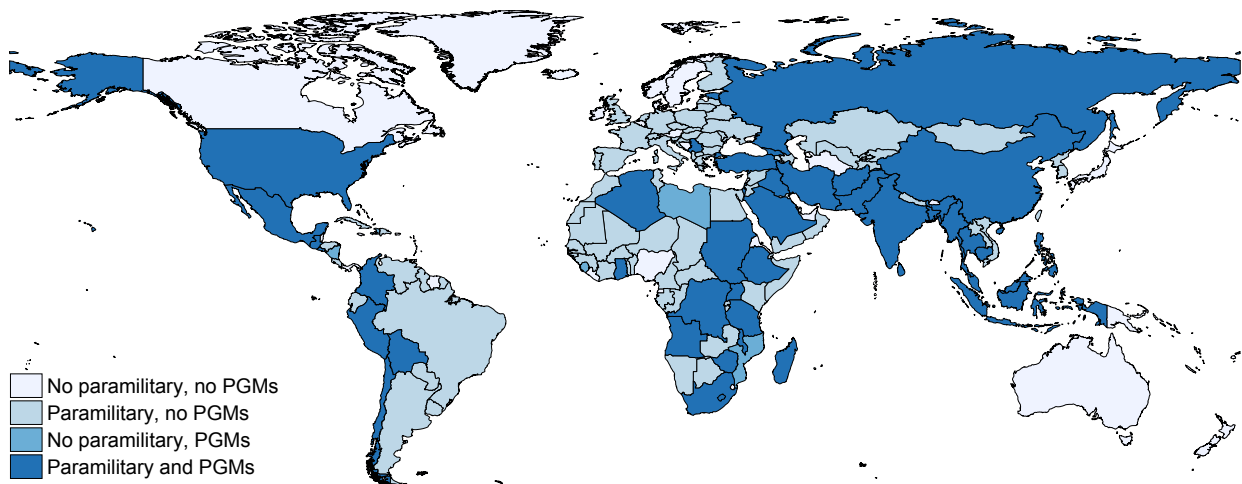 No paramilitary, no PGMs
Paramilitary, no PGMs
No paramilitary, PGMs
Paramilitary and PGMs